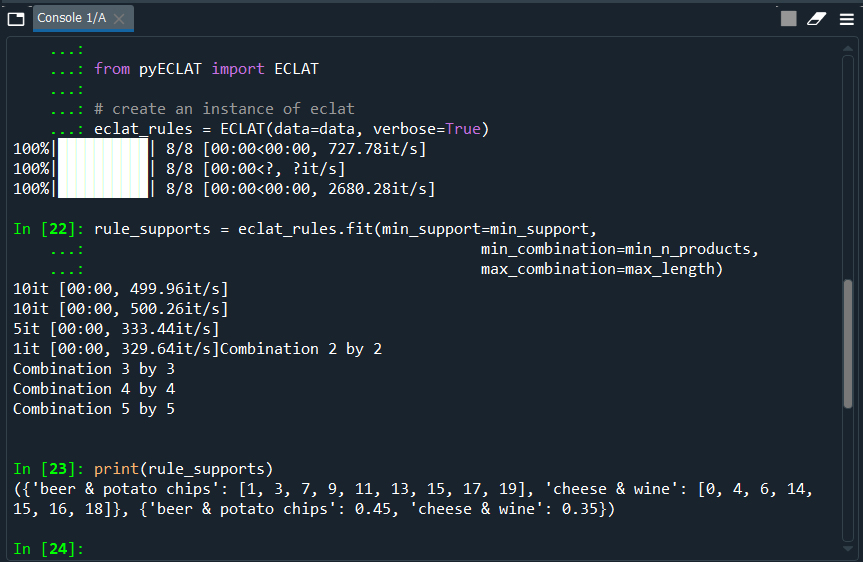 Console 1/A
...:
...: from pyECLAT import ECLAT
...:
...: # create an instance of eclat
...: eclat_rules = ECLAT(data=data, verbose=True)
100%|██████████| 8/8 [00:00<00:00, 727.78it/s]
100%|██████████| 8/8 [00:00<?, ?it/s]
100%|██████████| 8/8 [00:00<00:00, 2680.28it/s]
In [22]: rule_supports = eclat_rules.fit(min_support=min_support,
...: min_combination=min_n_products,
...: max_combination=max_length)
10it [00:00, 499.96it/s]
10it [00:00, 500.26it/s]
5it [00:00, 333.44it/s]
1it [00:00, 329.64it/s]Combination 2 by 2
Combination 3 by 3
Combination 4 by 4
Combination 5 by 5
In [23]: print(rule_supports)
({'beer & potato chips': [1, 3, 7, 9, 11, 13, 15, 17, 19], 'cheese & wine': [0, 4, 6, 14,
15, 16, 18]}, {'beer & potato chips': 0.45, 'cheese & wine': 0.35})
In [24]: